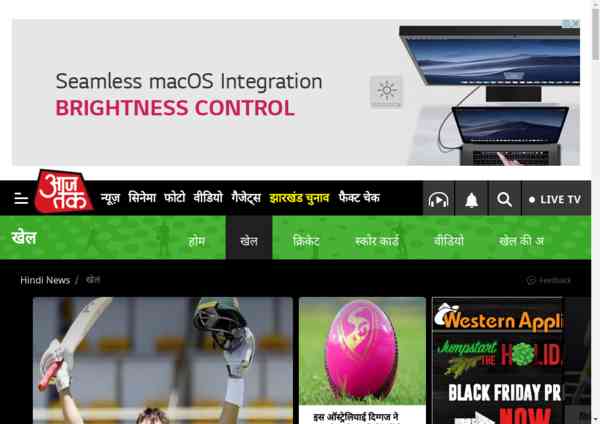 Seamless macOS Integration
BRIGHTNESS CONTROL
आज
तक
न्यूज़ सिनेमा फोटो वीडियो गैजेट्स झारखंड चुनाव फैक्ट चेक
LIVE TV
खेल
होम खेल क्रिकेट स्कोर कार्ड वीडियो खेल की अ
Hindi News / खेल
Feedback
Western Appli
Jumpstart
THE HOLID
BLACK FRIDAY PR
NOW
इस ऑस्ट्रेलियाई दिग्गज ने